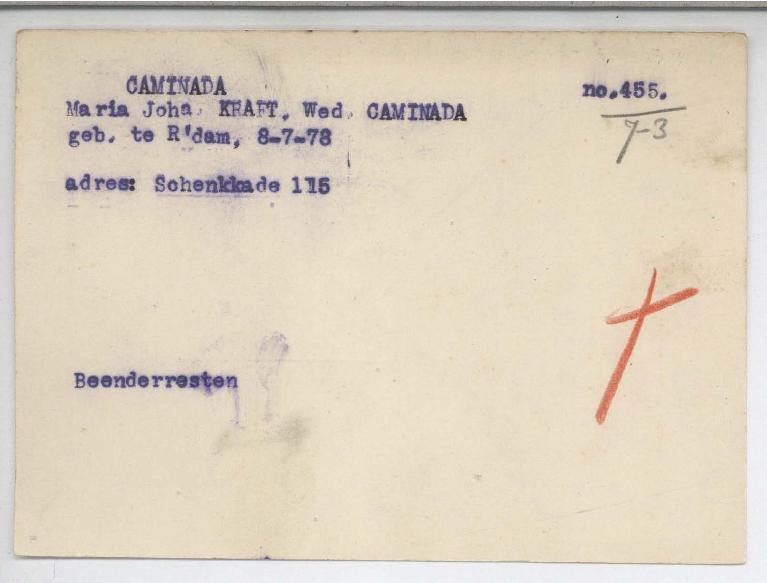 CAMINADA
no.455.
Maria Joha. KRAFT, Wed. CAMINADA
7-3
geb. te R'dam, 8-7-78
adres: Schenkkade 115
Beenderresten